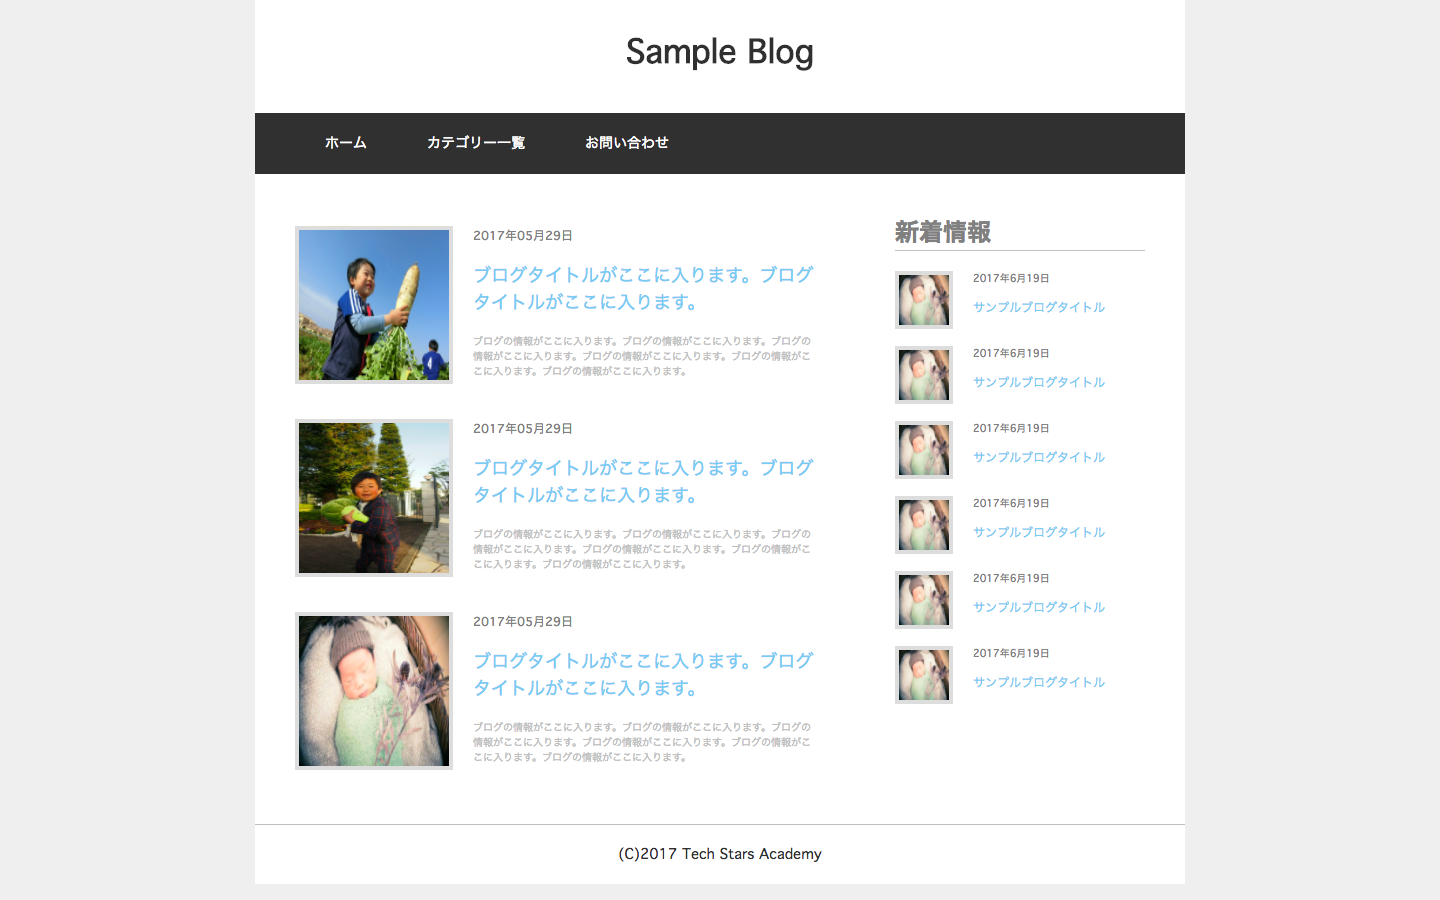 Sample Blog
ホーム
カテゴリー一覧
お問い合わせ
2017年05月29日
ブログタイトルがここに入ります。ブログ
タイトルがここに入ります。
ブログの情報がここに入ります。ブログの情報がここに入ります。ブログの
情報がここに入ります。ブログの情報がここに入ります。ブログの情報がこ
こに入ります。ブログの情報がここに入ります。
2017年05月29日
ブログタイトルがここに入ります。ブログ
タイトルがここに入ります。
ブログの情報がここに入ります。ブログの情報がここに入ります。ブログの
情報がここに入ります。ブログの情報がここに入ります。ブログの情報がこ
こに入ります。ブログの情報がここに入ります。
2017年05月29日
ブログタイトルがここに入ります。ブログ
タイトルがここに入ります。
ブログの情報がここに入ります。ブログの情報がここに入ります。ブログの
情報がここに入ります。ブログの情報がここに入ります。ブログの情報がこ
こに入ります。ブログの情報がここに入ります。
新着情報
2017年6月19日
サンプルブログタイトル
2017年6月19日
サンプルブログタイトル
2017年6月19日
サンプルブログタイトル
2017年6月19日
サンプルブログタイトル
2017年6月19日
サンプルブログタイトル
2017年6月19日
サンプルブログタイトル
(C)2017 Tech Stars Academy